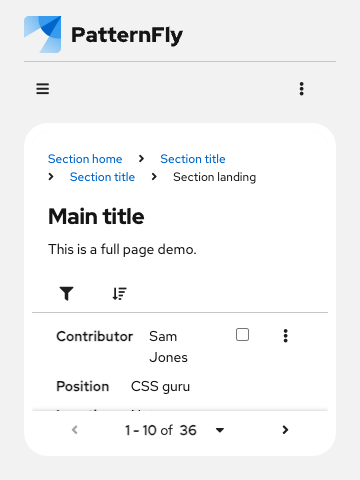 PatternFly
Section home Section title
Section title Section landing
Main title
This is a full page demo.
Contributor Sam
Jones
Position CSS guru
1 - 10 of 36